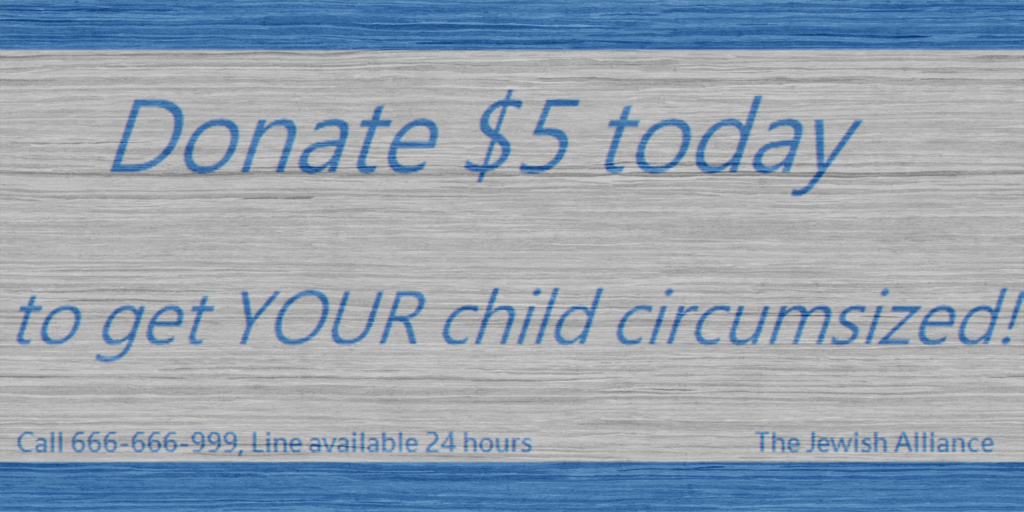 Donate $5 today
to get YOUR child circumsized!
Call 666-666-999, Line available 24 hours
The Jewish Alliance